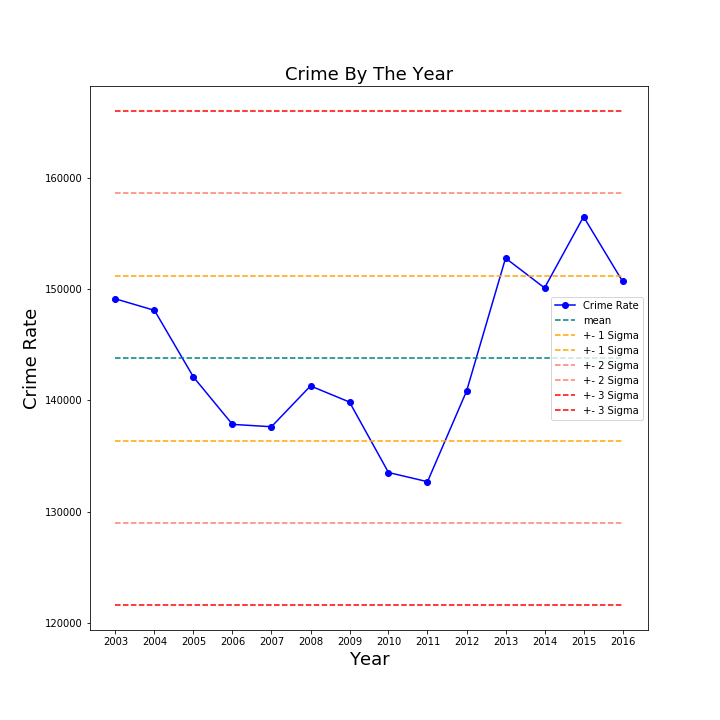 Crime By The Year
Crime Rate
160000
150000
140000
130000
120000
Crime Rate
mean
+- 1 Sigma
+- 1 Sigma
+- 2 Sigma
+- 2 Sigma
+- 3 Sigma
+- 3 Sigma
2003 2004 2005 2006 2007 2008 2009 2010 2011 2012 2013 2014 2015 2016
Year